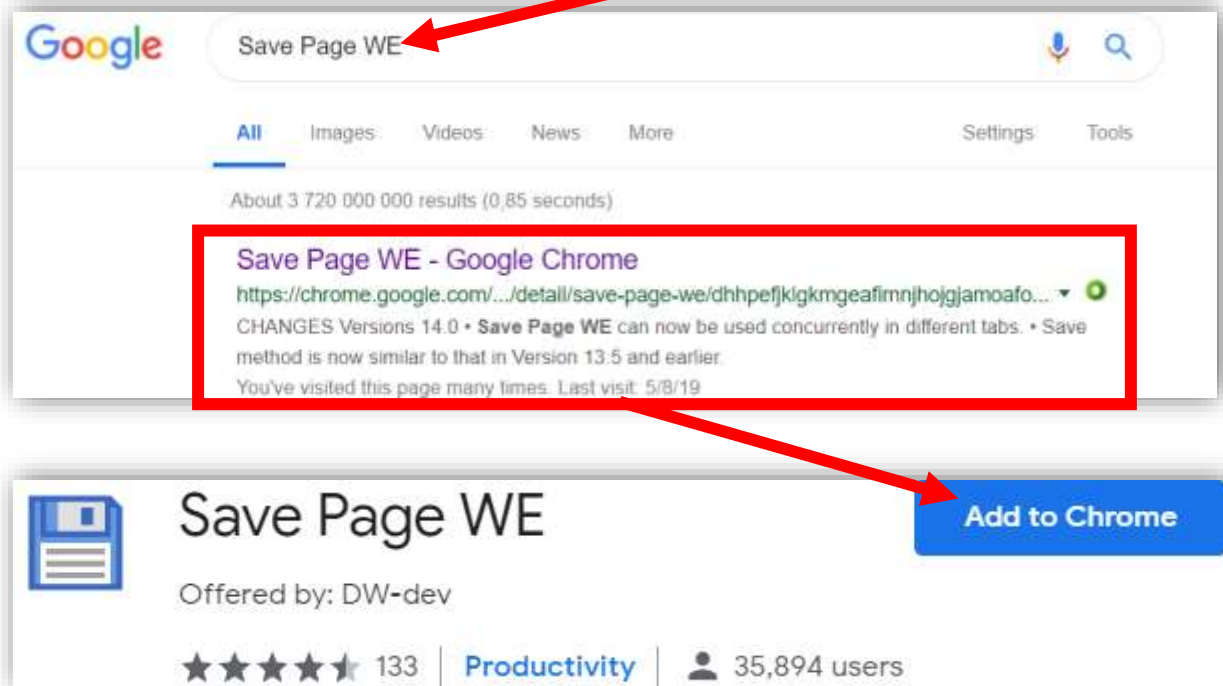 Google
Save Page WE
All Images Videos News More Settings Tools
About 3 720 000 000 results (0,85 seconds)
Save Page WE - Google Chrome
https://chrome.google.com/.../detail/save-page-we/dhhpefjklgkmgeafimnjhojgjamoafo...
CHANGES Versions 14.0 • Save Page WE can now be used concurrently in different tabs. • Save
method is now similar to that in Version 13.5 and earlier.
You've visited this page many times. Last visit: 5/8/19
Save Page WE
Add to Chrome
Offered by: DW-dev
133 Productivity 35,894 users